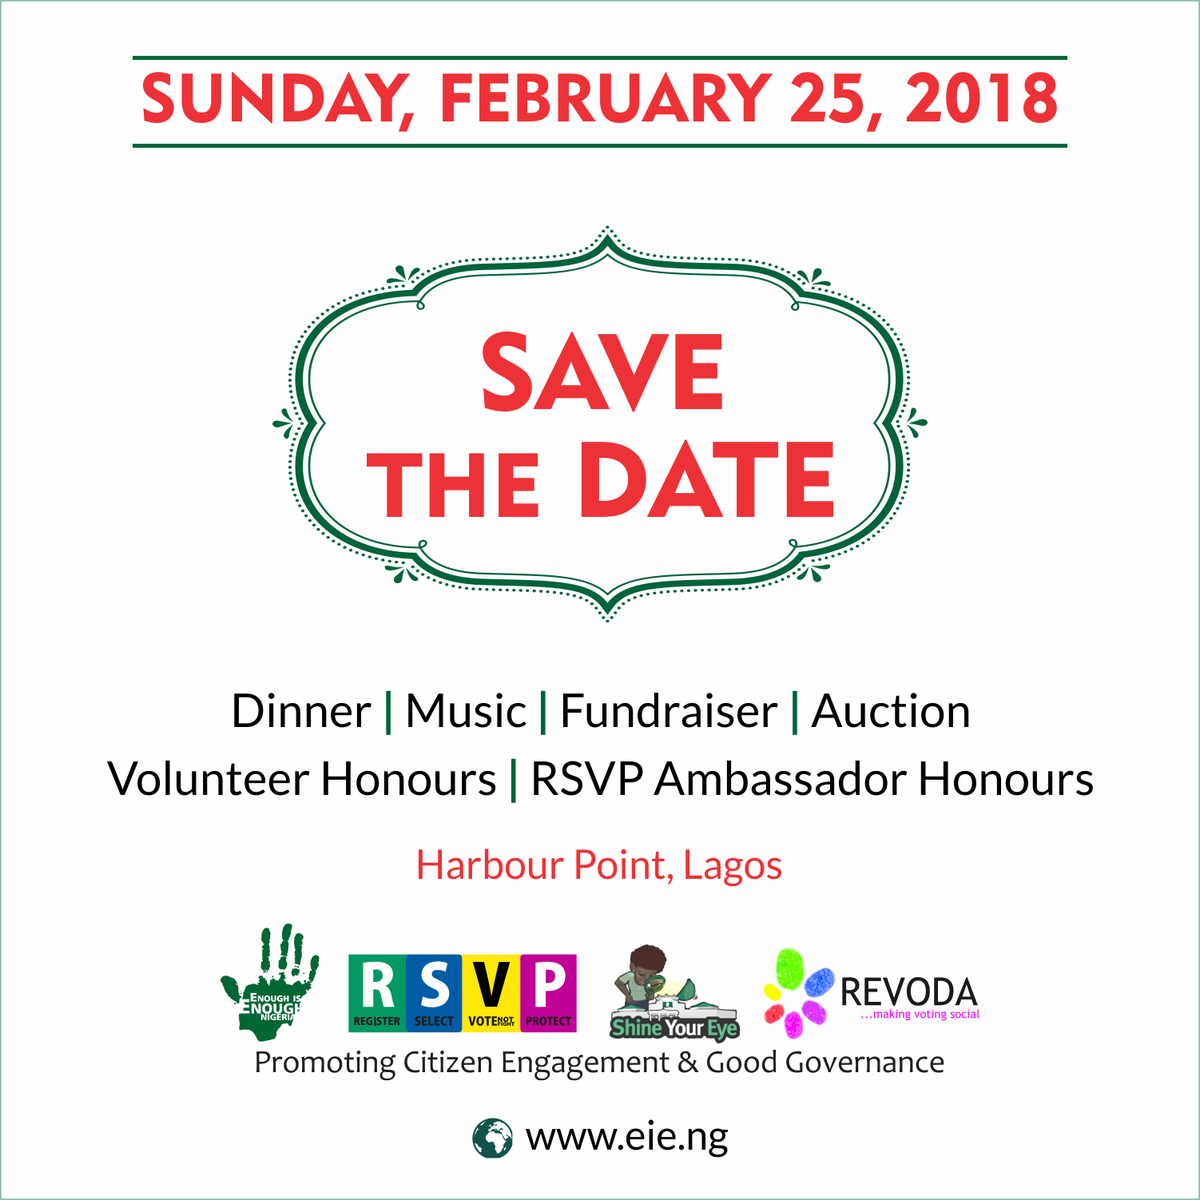 SUNDAY, FEBRUARY 25, 2018
SAVE
THE DATE
Dinner | Music | Fundraiser | Auction
Volunteer Honours | RSVP Ambassador Honours
Harbour Point, Lagos
ENOUGH IS
ENOUGH
NIGERIA
R S V P
REGISTER SELECT VOTE NOT FIGHT PROTECT
Shine Your Eye
REVODA
...making voting social
Promoting Citizen Engagement & Good Governance
www.eie.ng